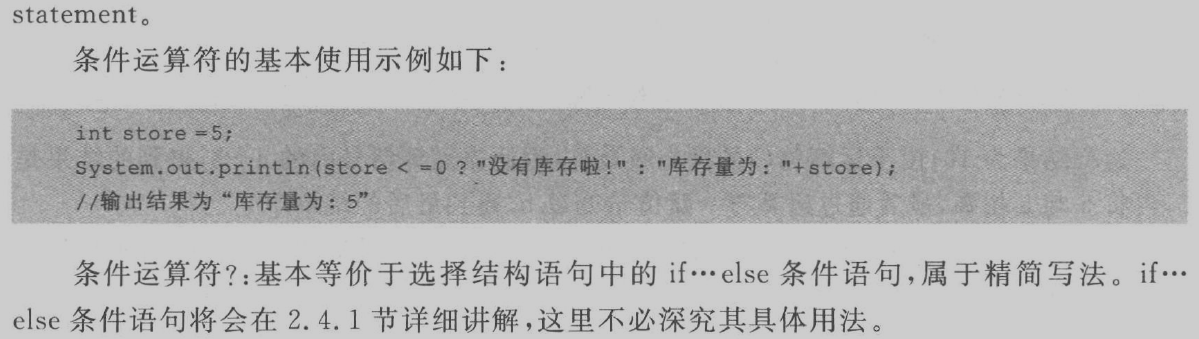 statement。
条件运算符的基本使用示例如下：
int store =5;
System.out.println(store < =0 ? "没有库存啦!" : "库存量为: "+store);
//输出结果为“库存量为: 5”
条件运算符?:基本等价于选择结构语句中的 if…else 条件语句,属于精简写法。if…
else 条件语句将会在 2.4.1 节详细讲解,这里不必深究其具体用法。